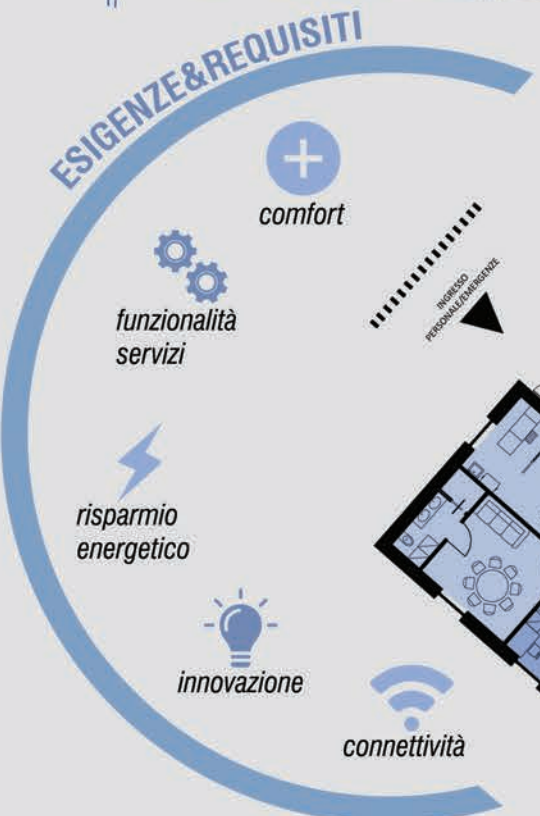 ESIGENZE&REQUISITI
comfort
INGRESSO
PERSONALE/EMERGENZE
funzionalità
servizi
risparmio
energetico
innovazione
connettività